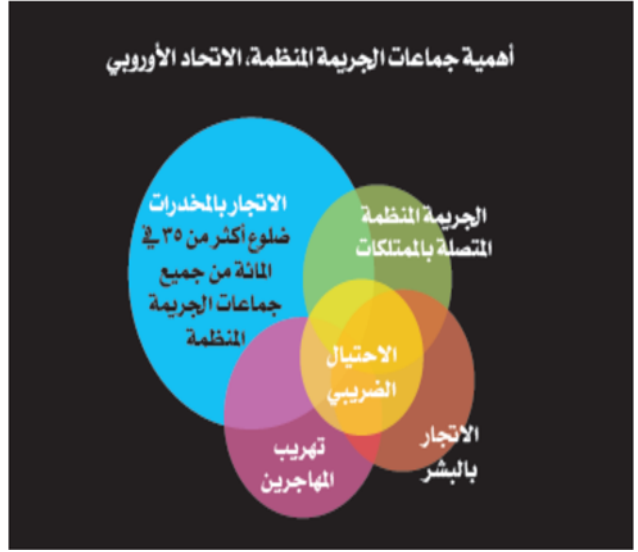 أهمية جماعات الجريمة المنظمة، الاتحاد الأوروبي
الاتجار بالمخدرات
ضلوع أكثر من ٣٥ في
المائة من جميع
جماعات الجريمة
المنظمة
الجريمة المنظمة
المتصلة بالممتلكات
الاحتيال
الضريبي
الاتجار
بالبشر
تهريب
المهاجرين